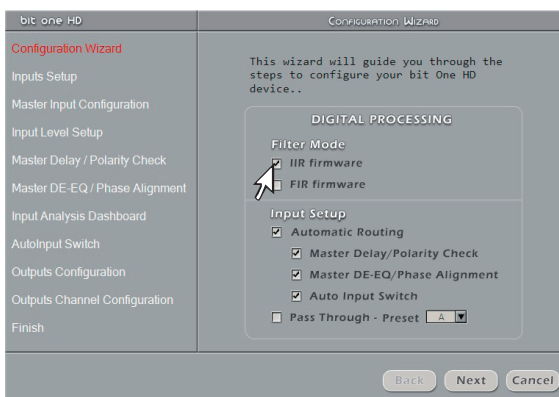 bit one HD
Configuration Wizard
Configuration Wizard
Inputs Setup
Master Input Configuration
Input Level Setup
Master Delay / Polarity Check
Master DE-EQ / Phase Alignment
Input Analysis Dashboard
AutoInput Switch
Outputs Configuration
Outputs Channel Configuration
Finish
This wizard will guide you through the
steps to configure your bit One HD
device..
DIGITAL PROCESSING
Filter Mode
IIR firmware
FIR firmware
Input Setup
Automatic Routing
Master Delay/Polarity Check
Master DE-EQ/Phase Alignment
Auto Input Switch
Pass Through - Preset A
Back Next Cancel